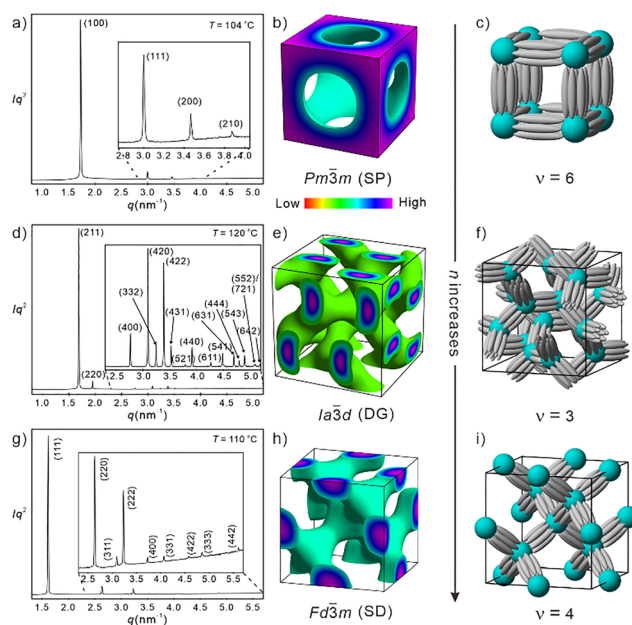 a) T = 104 °C b) c)
(100)
(111)
(200)
(210)
Iq²
2.8 3.0 3.2 3.4 3.6 3.8 4.0
1.5 2.0 2.5 3.0 3.5 4.0 4.5 5.0
q(nm⁻¹)
Pm3̄m (SP)
ν = 6
Low High
d) T = 120 °C e) f)
(211)
(420)
(422)
(552)/
(721)
(332)
(431)
(444)
(543)
(631)
(642)
(400)
(440)
(541)
(521)
(611)
(220)
Iq²
2.5 3.0 3.5 4.0 4.5 5.0
1.5 2.0 2.5 3.0 3.5 4.0 4.5 5.0
q(nm⁻¹)
Ia3̄d (DG)
ν = 3
n increases
g) T = 110 °C h) i)
(111)
(220)
(222)
(311)
(400)
(331)
(422)
(333)
(442)
Iq²
2.5 3.0 3.5 4.0 4.5 5.0 5.5
1.5 2.0 2.5 3.0 3.5 4.0 4.5 5.0
q(nm⁻¹)
Fd3̄m (SD)
ν = 4